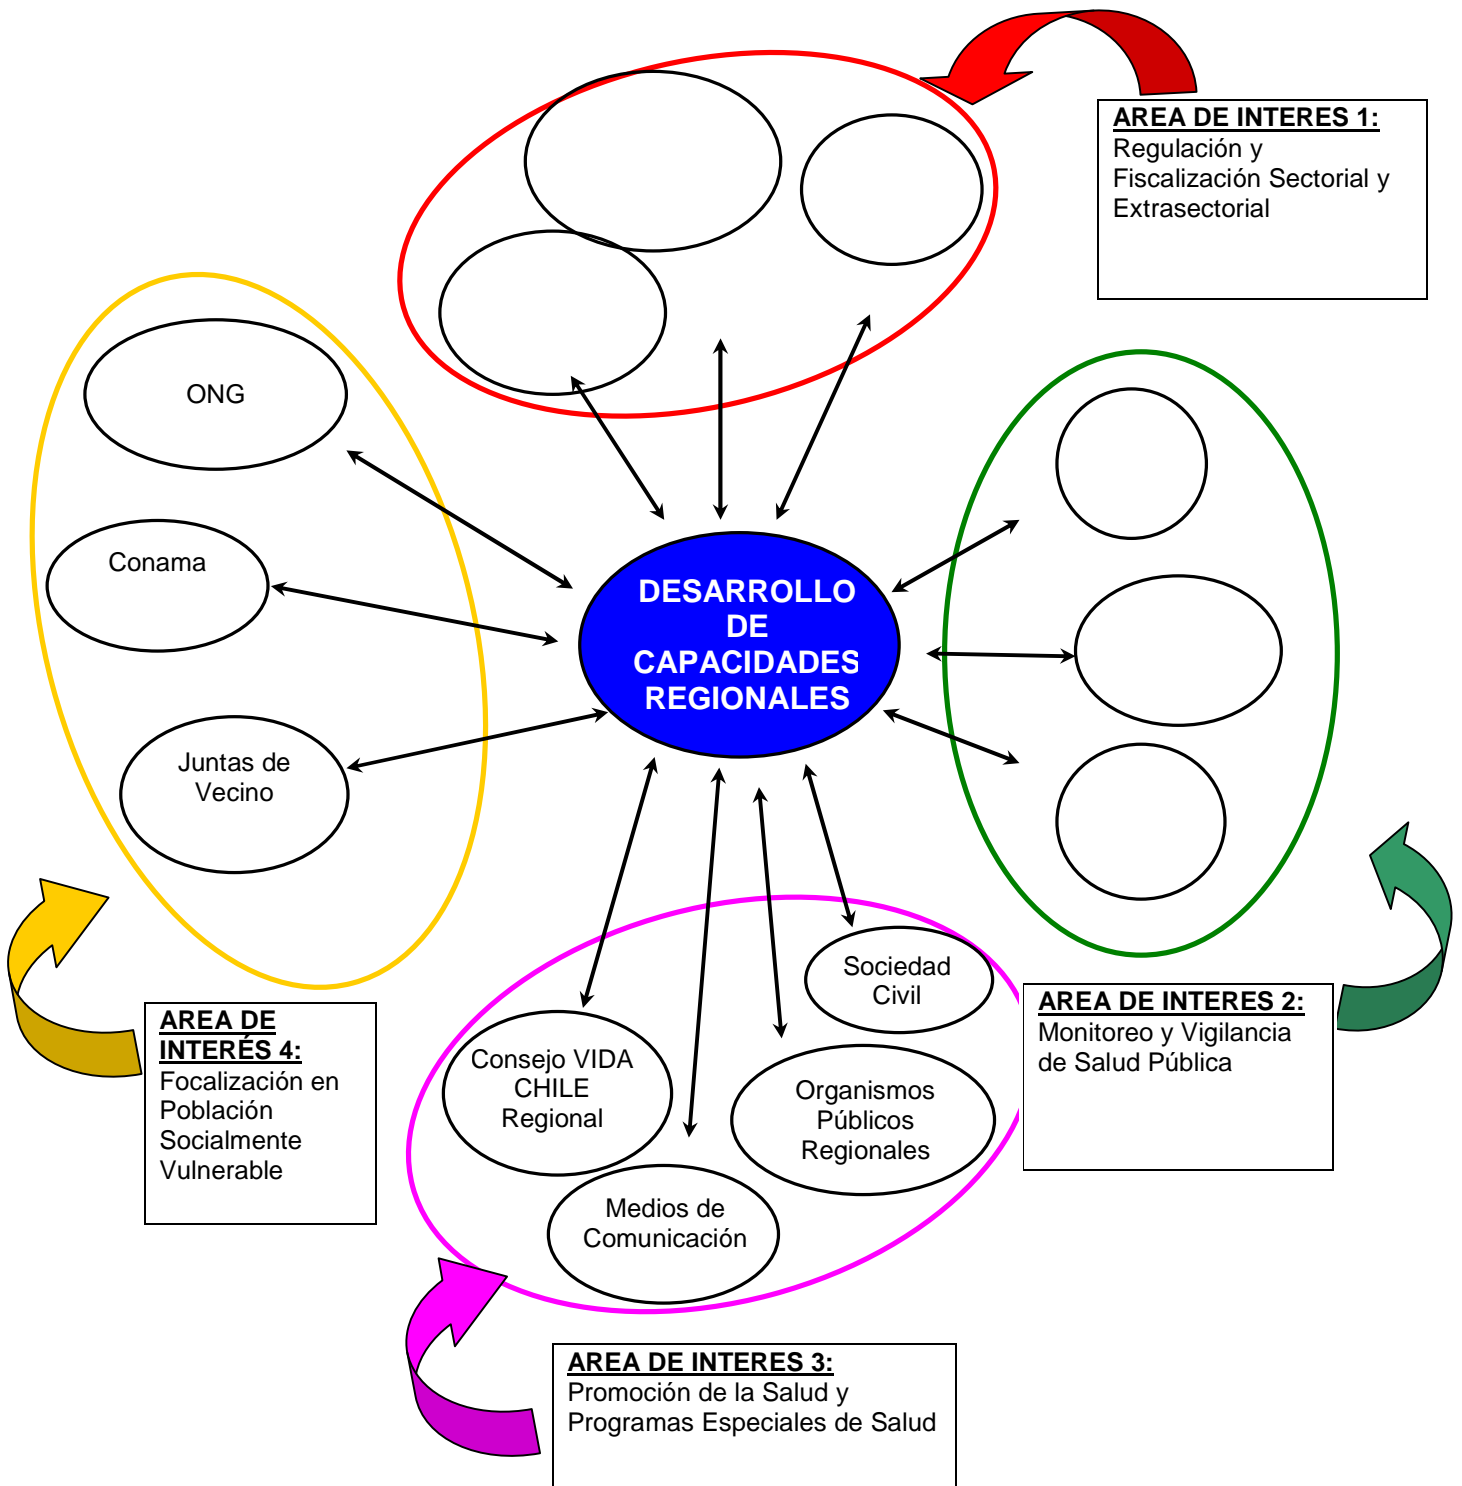 AREA DE INTERES 1:
Regulación y
Fiscalización Sectorial y
Extrasectorial
ONG
Conama
Juntas de
Vecino
DESARROLLO
DE
CAPACIDADES
REGIONALES
Sociedad
Civil
Consejo VIDA
CHILE
Regional
Organismos
Públicos
Regionales
Medios de
Comunicación
AREA DE INTERES 2:
Monitoreo y Vigilancia
de Salud Pública
AREA DE
INTERÉS 4:
Focalización en
Población
Socialmente
Vulnerable
AREA DE INTERES 3:
Promoción de la Salud y
Programas Especiales de Salud